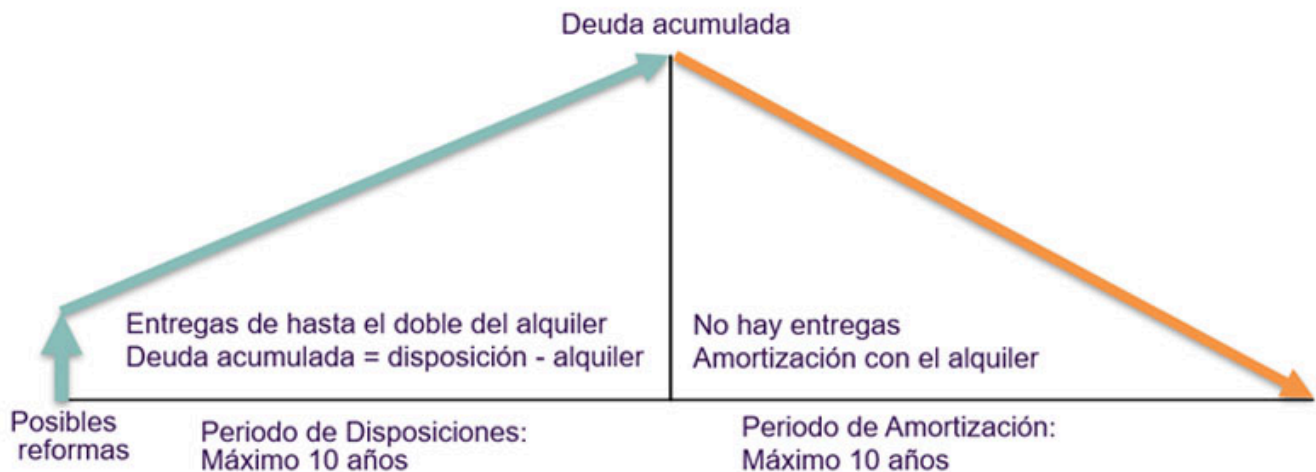 Deuda acumulada
Entregas de hasta el doble del alquiler
Deuda acumulada = disposición - alquiler
No hay entregas
Amortización con el alquiler
Posibles
reformas
Periodo de Disposiciones:
Máximo 10 años
Periodo de Amortización:
Máximo 10 años